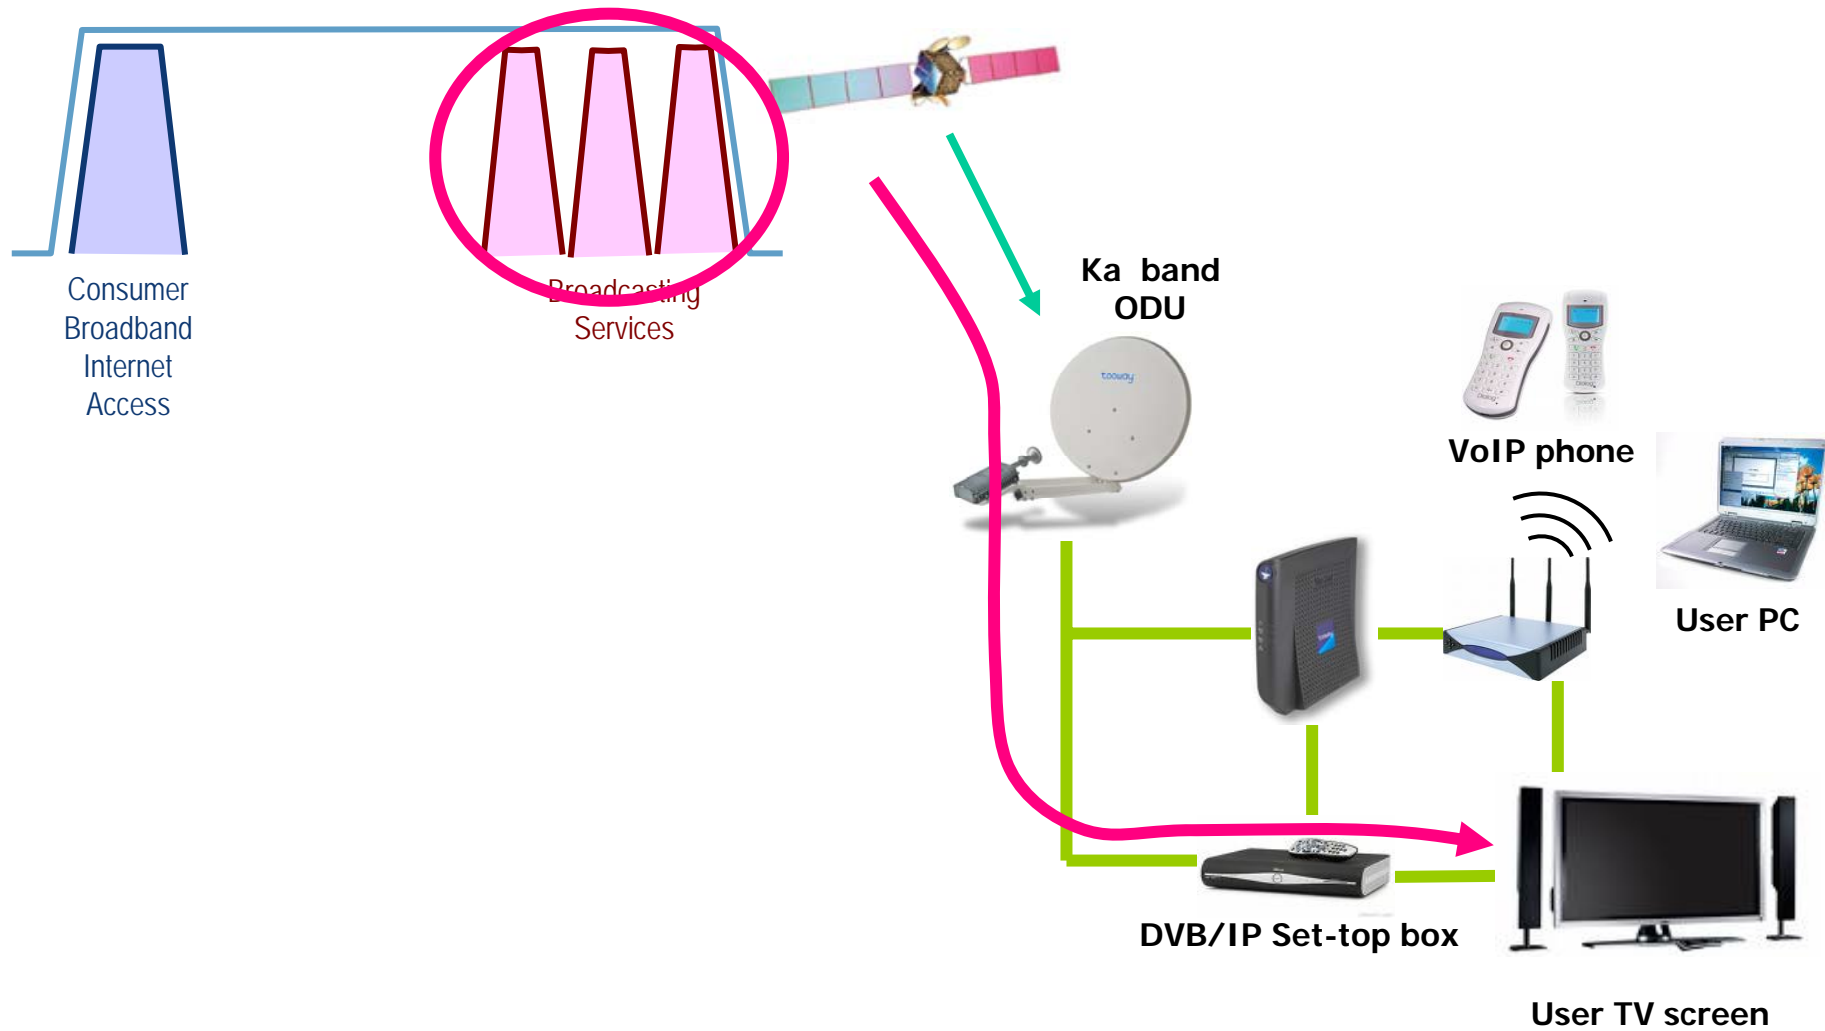 Consumer
Broadband
Internet
Access
Broadcasting
Services
Ka band
ODU
tooway
VoIP phone
User PC
DVB/IP Set-top box
User TV screen